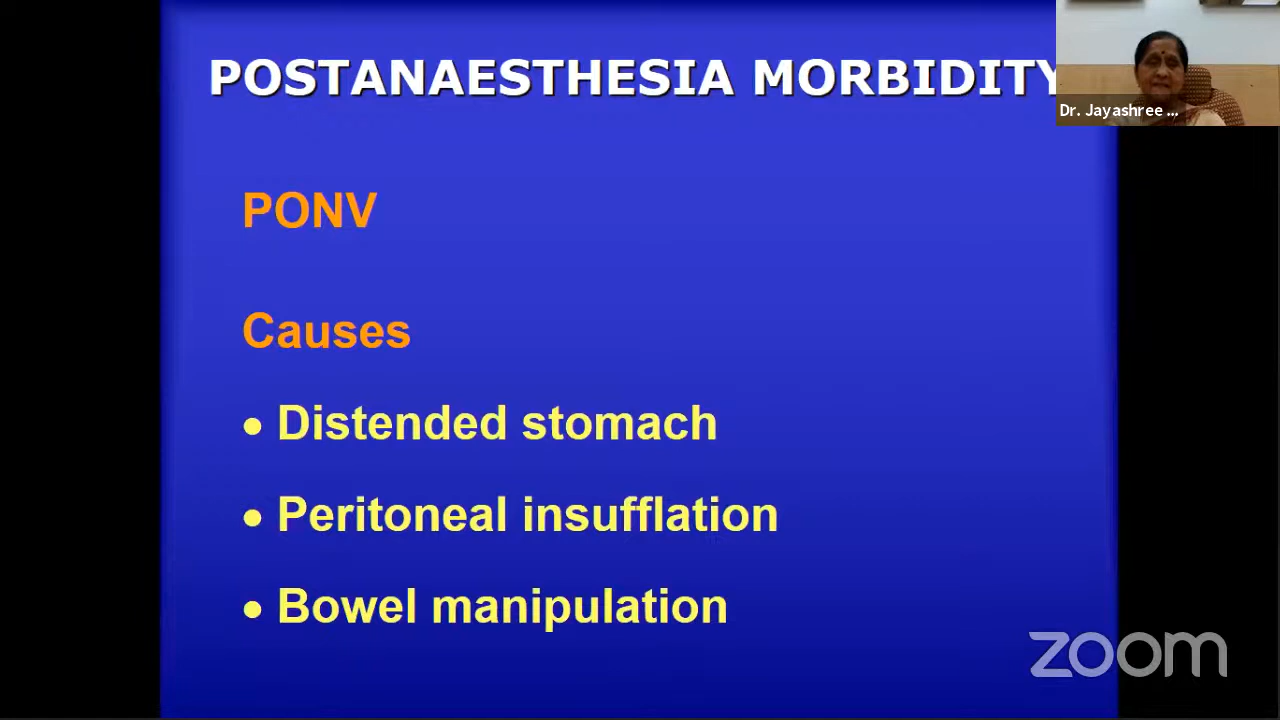 POSTANAESTHESIA MORBIDITY
Dr. Jayashree ...
PONV
Causes
• Distended stomach
• Peritoneal insufflation
• Bowel manipulation
zoom